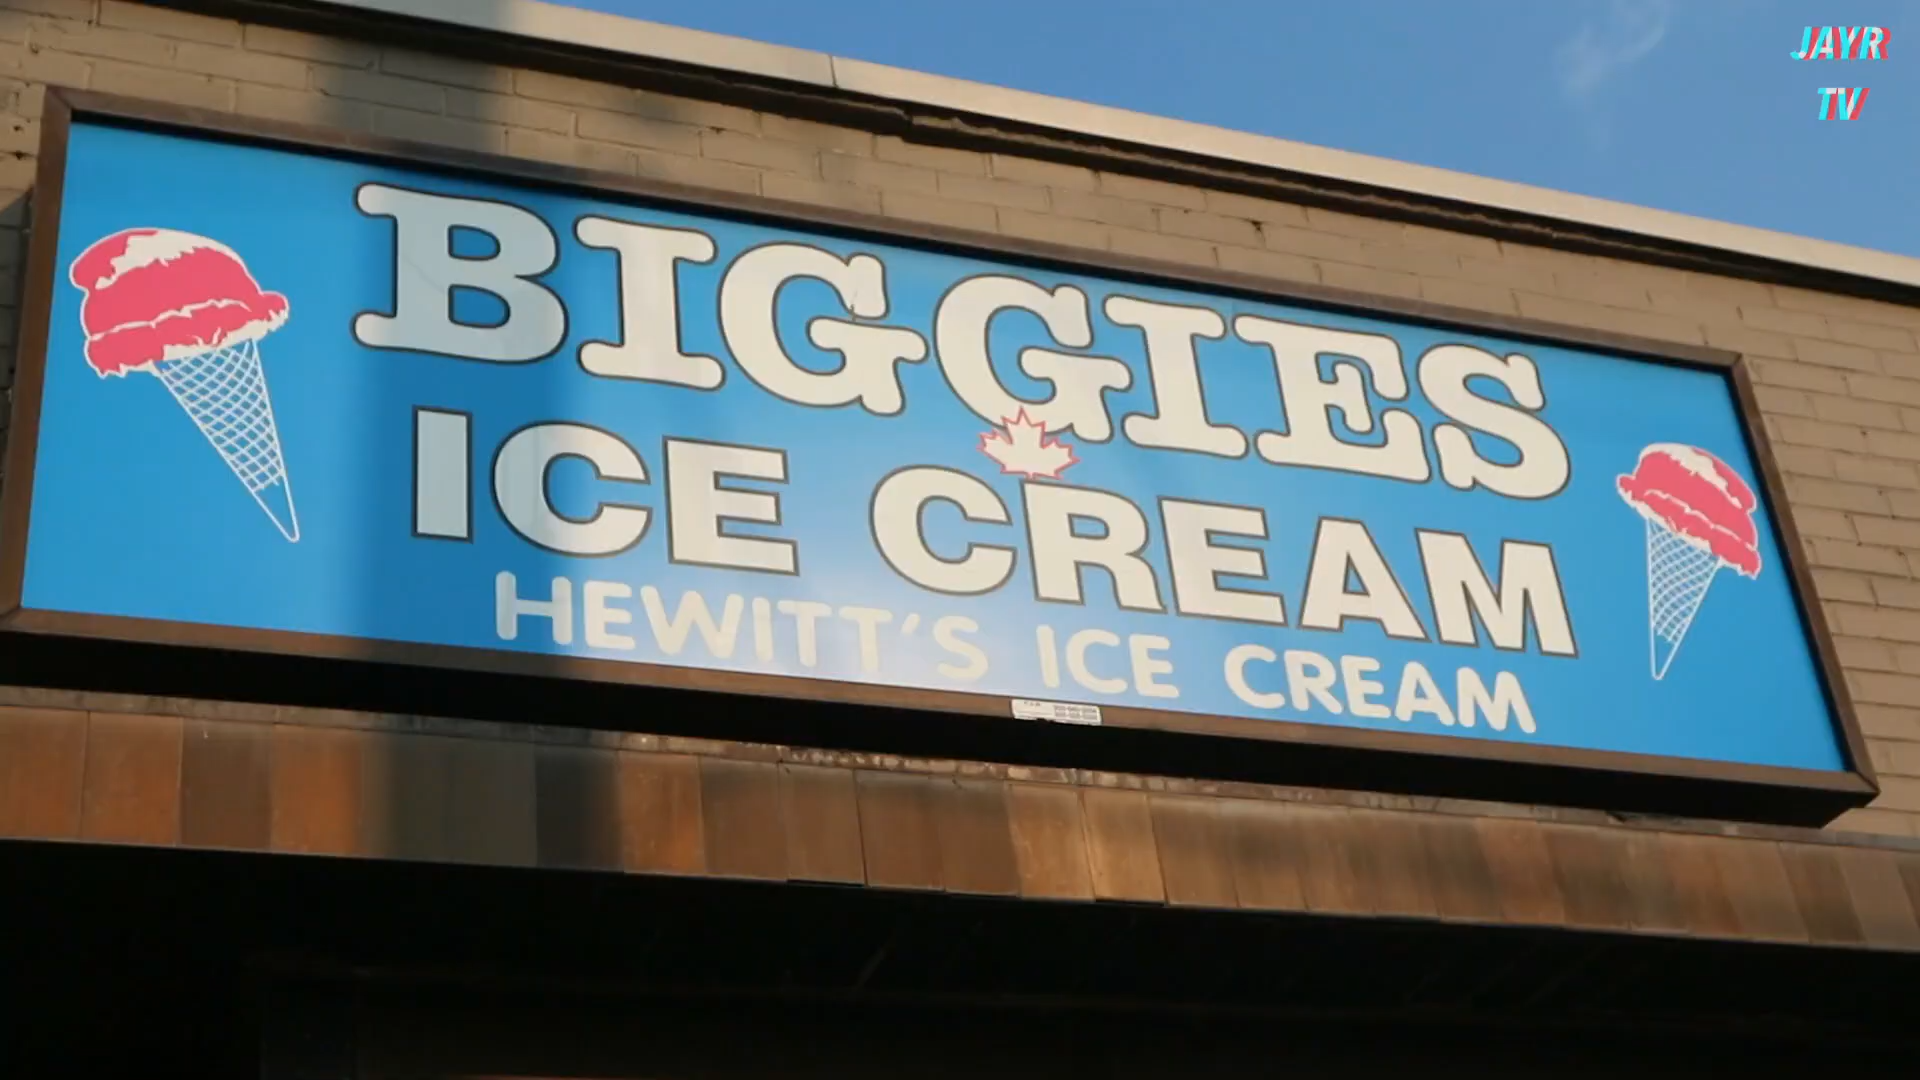 JAYR
TV
BIGGIES
ICE CREAM
HEWITT'S ICE CREAM